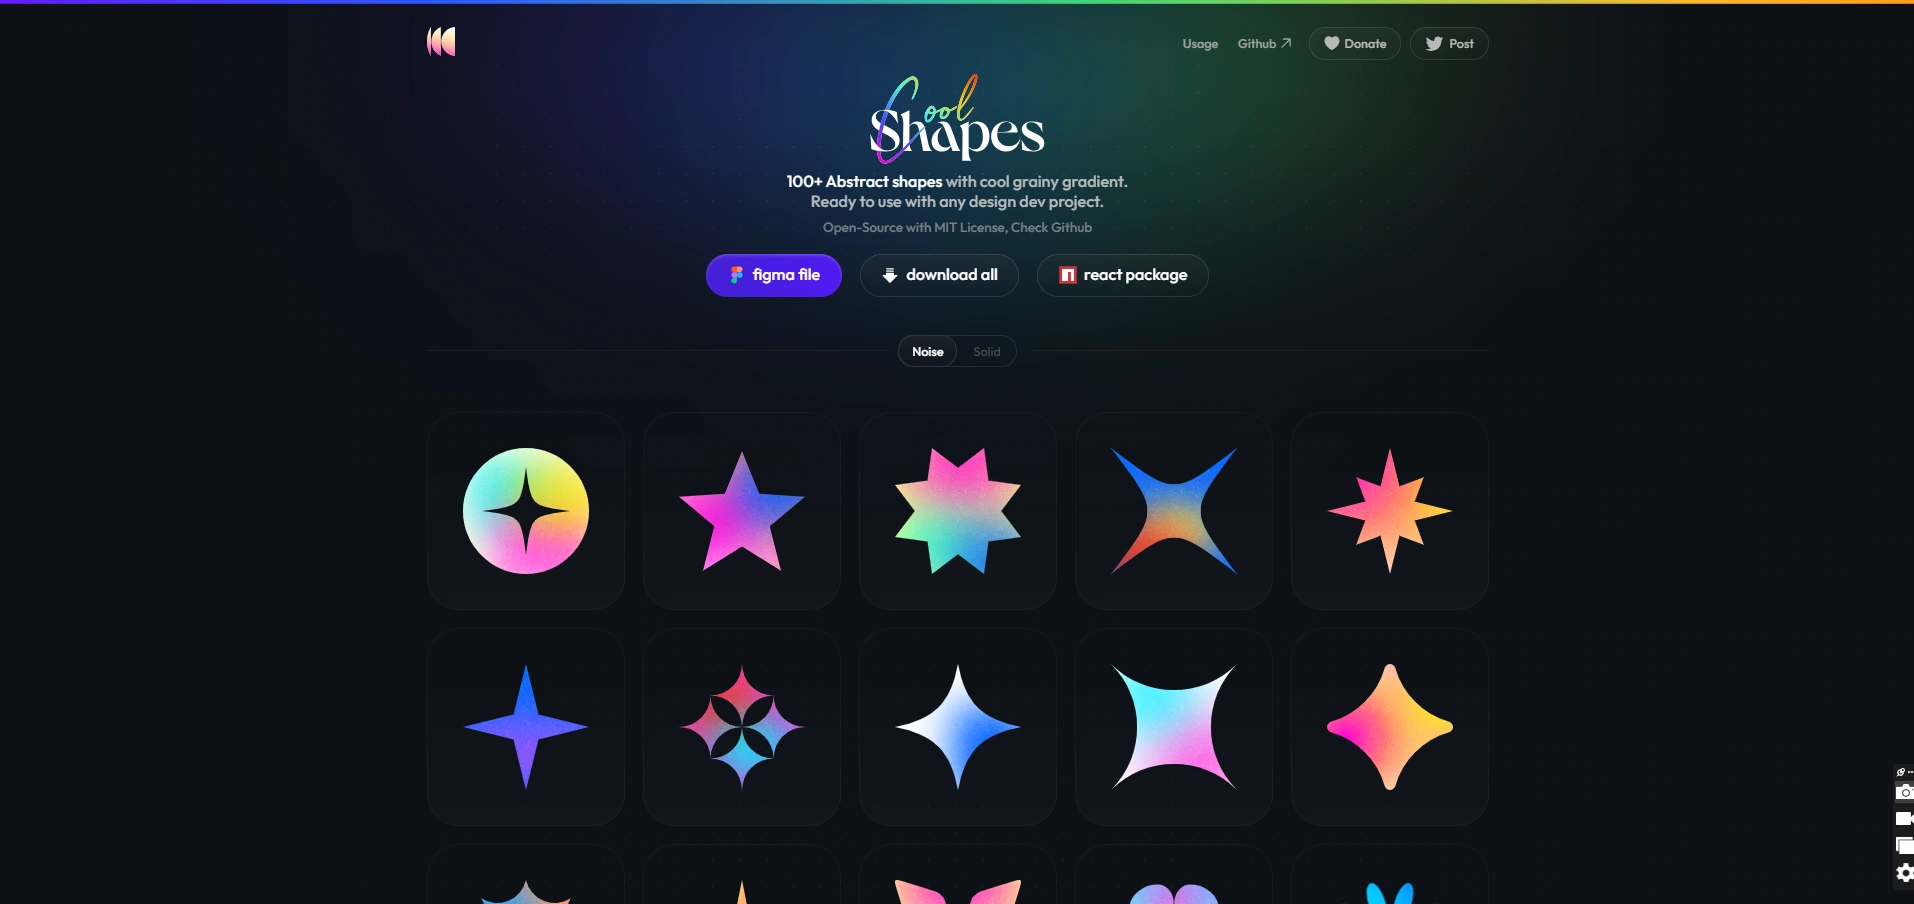 Usage Github Donate Post
Cool
Shapes
100+ Abstract shapes with cool grainy gradient.
Ready to use with any design dev project.
Open-Source with MIT License, Check Github
figma file download all react package
Noise Solid